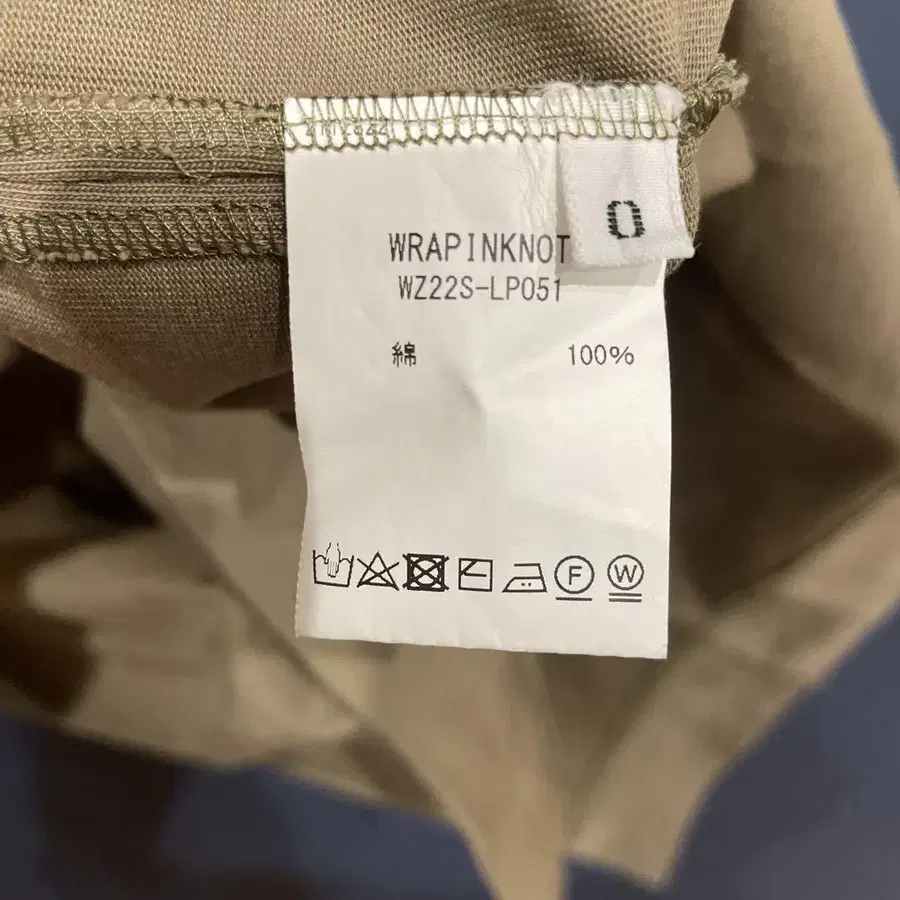 0
WRAPINKNOT
WZ22S-LP051
綿 100%
F W